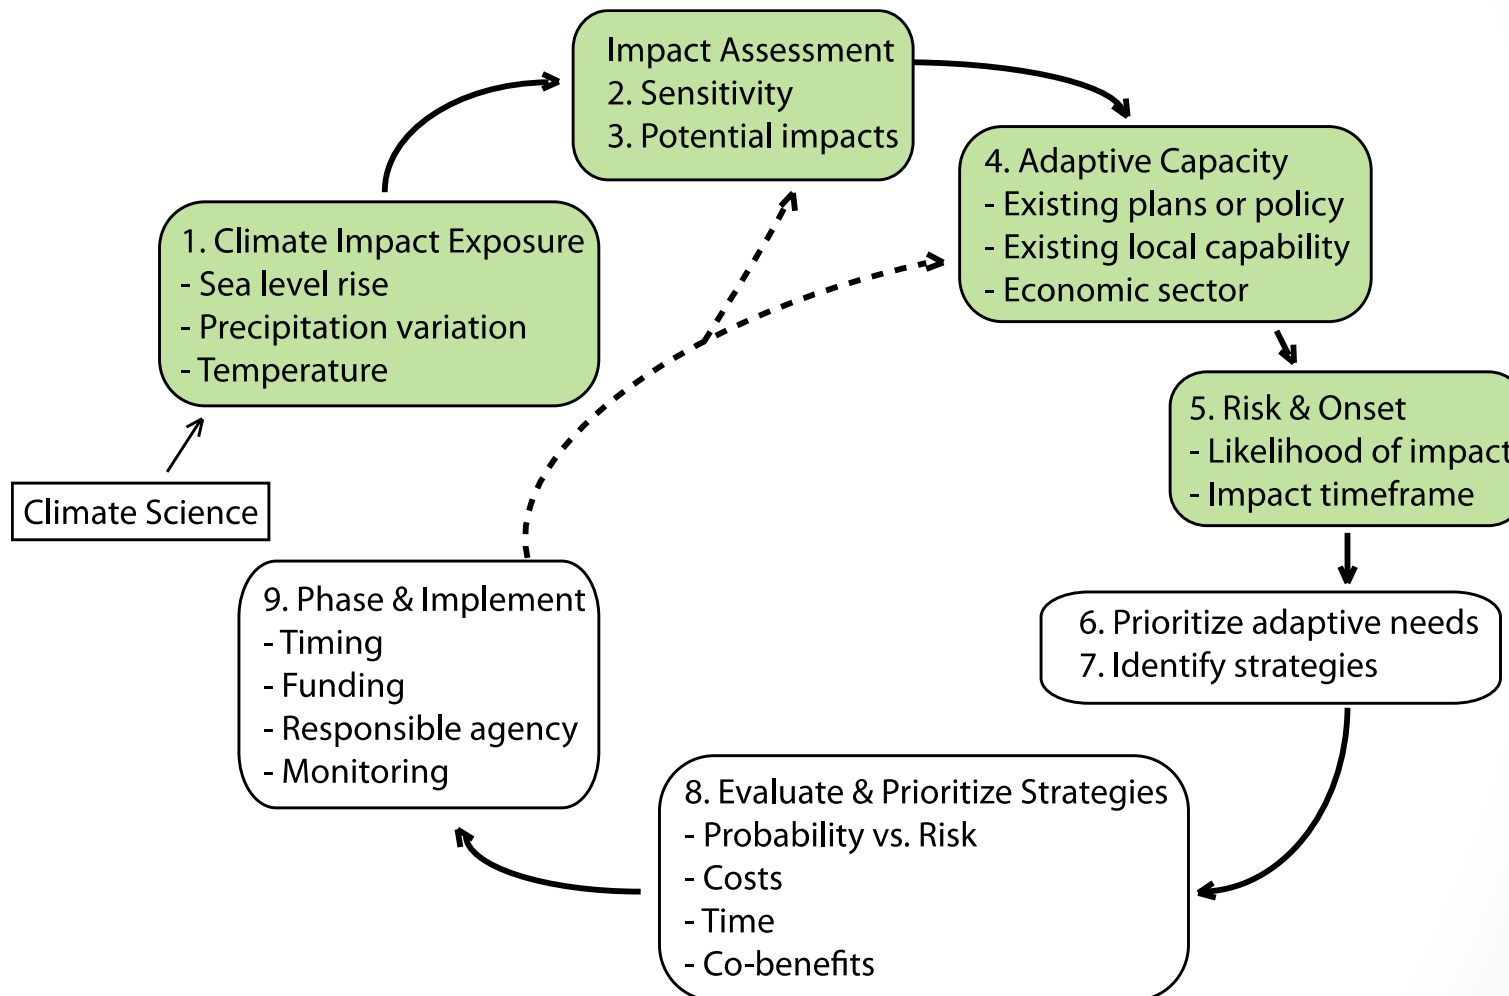 Impact Assessment
2. Sensitivity
3. Potential impacts
4. Adaptive Capacity
- Existing plans or policy
- Existing local capability
- Economic sector
1. Climate Impact Exposure
- Sea level rise
- Precipitation variation
- Temperature
5. Risk & Onset
- Likelihood of impact
- Impact timeframe
Climate Science
9. Phase & Implement
- Timing
- Funding
- Responsible agency
- Monitoring
6. Prioritize adaptive needs
7. Identify strategies
8. Evaluate & Prioritize Strategies
- Probability vs. Risk
- Costs
- Time
- Co-benefits